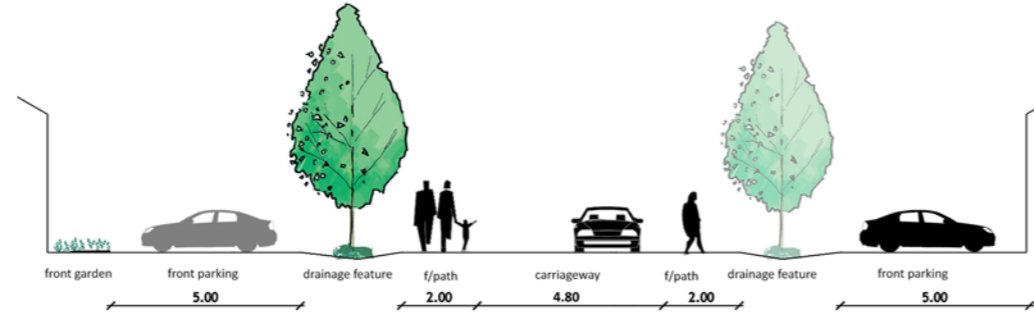 front garden front parking drainage feature f/path carriageway f/path drainage feature front parking
5.00 2.00 4.80 2.00 5.00